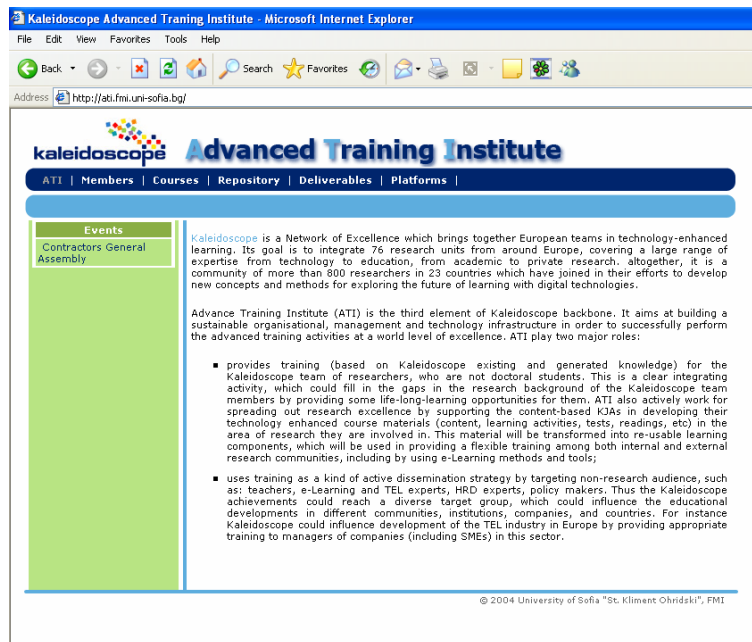 Kaleidoscope Advanced Traning Institute - Microsoft Internet Explorer
File Edit View Favorites Tools Help
Back Search Favorites
Address http://ati.fmi.uni-sofia.bg/
kaleidoscope Advanced Training Institute
ATI | Members | Courses | Repository | Deliverables | Platforms |
Events
Contractors General
Assembly
Kaleidoscope is a Network of Excellence which brings together European teams in technology-enhanced
learning. Its goal is to integrate 76 research units from around Europe, covering a large range of
expertise from technology to education, from academic to private research. altogether, it is a
community of more than 800 researchers in 23 countries which have joined in their efforts to develop
new concepts and methods for exploring the future of learning with digital technologies.
Advance Training Institute (ATI) is the third element of Kaleidoscope backbone. It aims at building a
sustainable organisational, management and technology infrastructure in order to successfully perform
the advanced training activities at a world level of excellence. ATI play two major roles:
▪ provides training (based on Kaleidoscope existing and generated knowledge) for the
Kaleidoscope team of researchers, who are not doctoral students. This is a clear integrating
activity, which could fill in the gaps in the research background of the Kaleidoscope team
members by providing some life-long-learning opportunities for them. ATI also actively work for
spreading out research excellence by supporting the content-based KJAs in developing their
technology enhanced course materials (content, learning activities, tests, readings, etc) in the
area of research they are involved in. This material will be transformed into re-usable learning
components, which will be used in providing a flexible training among both internal and external
research communities, including by using e-Learning methods and tools;
▪ uses training as a kind of active dissemination strategy by targeting non-research audience, such
as: teachers, e-Learning and TEL experts, HRD experts, policy makers. Thus the Kaleidoscope
achievements could reach a diverse target group, which could influence the educational
developments in different communities, institutions, companies, and countries. For instance
Kaleidoscope could influence development of the TEL industry in Europe by providing appropriate
training to managers of companies (including SMEs) in this sector.
© 2004 University of Sofia "St. Kliment Ohridski", FMI